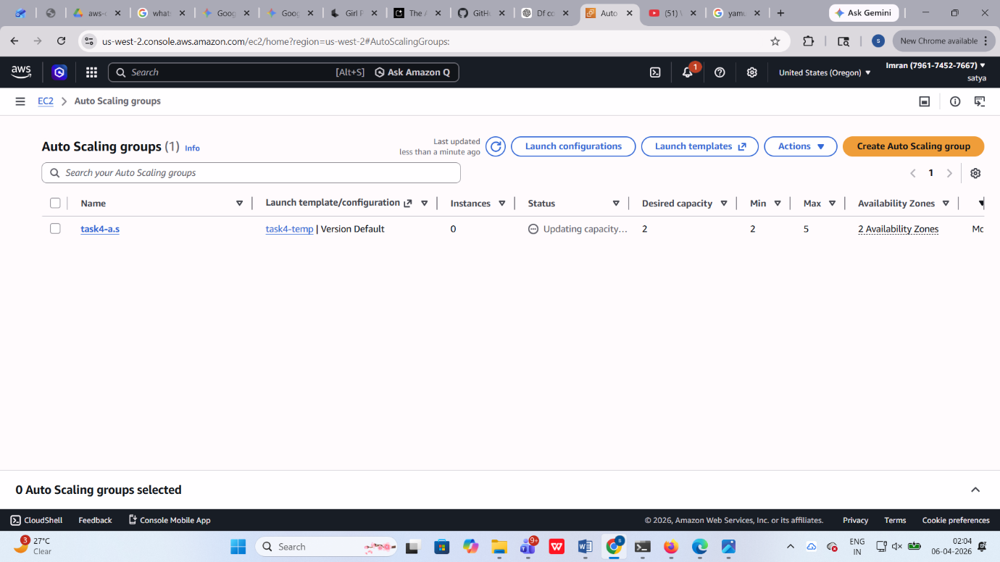 aws-c
what:
Goog
Goog
Girl P
The A
GitHu
Df co
Auto
(51) V
yamu
Ask Gemini
us-west-2.console.aws.amazon.com/ec2/home?region=us-west-2#AutoScalingGroups:
S
New Chrome available
aws
Search
[Alt+S]
Ask Amazon Q
1
United States (Oregon) ▼
Imran (7961-7452-7667) ▼
satya
EC2
Auto Scaling groups
Auto Scaling groups (1) Info
Last updated
less than a minute ago
Launch configurations
Launch templates
Actions ▼
Create Auto Scaling group
Search your Auto Scaling groups
1
Name
Launch template/configuration
Instances
Status
Desired capacity
Min
Max
Availability Zones
task4-a.s
task4-temp | Version Default
0
Updating capacity...
2
2
5
2 Availability Zones
Mo
0 Auto Scaling groups selected
CloudShell
Feedback
Console Mobile App
© 2026, Amazon Web Services, Inc. or its affiliates.
Privacy
Terms
Cookie preferences
3
27°C
Clear
Search
9+
S
ENG
IN
02:04
06-04-2026